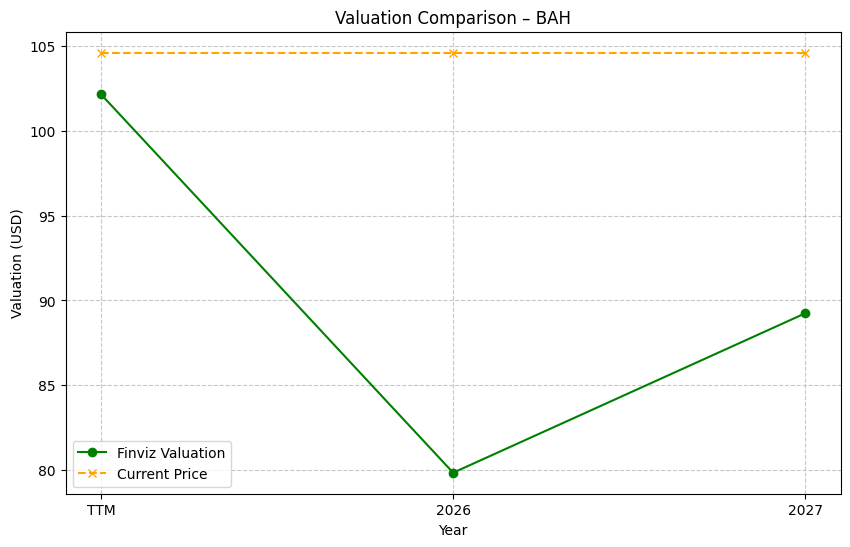 Valuation Comparison – BAH
Valuation (USD)
105
100
95
90
85
80
Finviz Valuation
Current Price
TTM
2026
2027
Year